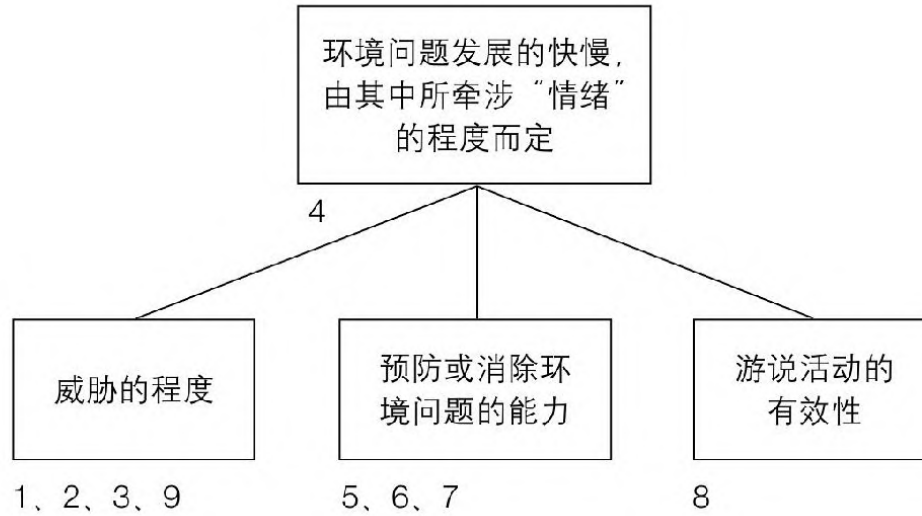 环境问题发展的快慢，
由其中所牵涉“情绪”
的程度而定
4
威胁的程度
预防或消除环
境问题的能力
游说活动的
有效性
1、2、3、9
5、6、7
8